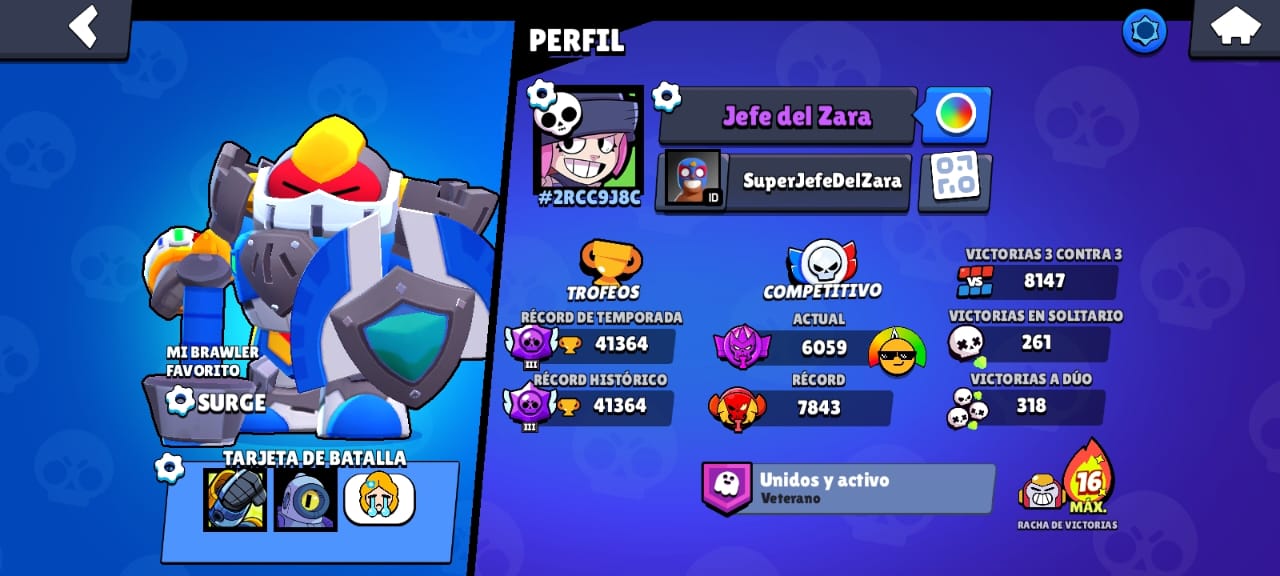 PERFIL
Jefe del Zara
#2RCC9J8C
ID
SuperJefeDelZara
TROFEOS
RÉCORD DE TEMPORADA
III
41364
RÉCORD HISTÓRICO
III
41364
COMPETITIVO
ACTUAL
I
6059
RÉCORD
I
7843
VICTORIAS 3 CONTRA 3
VS
8147
VICTORIAS EN SOLITARIO
261
VICTORIAS A DÚO
318
Unidos y activo
Veterano
16
MÁX.
RACHA DE VICTORIAS
MI BRAWLER
FAVORITO
SURGE
TARJETA DE BATALLA